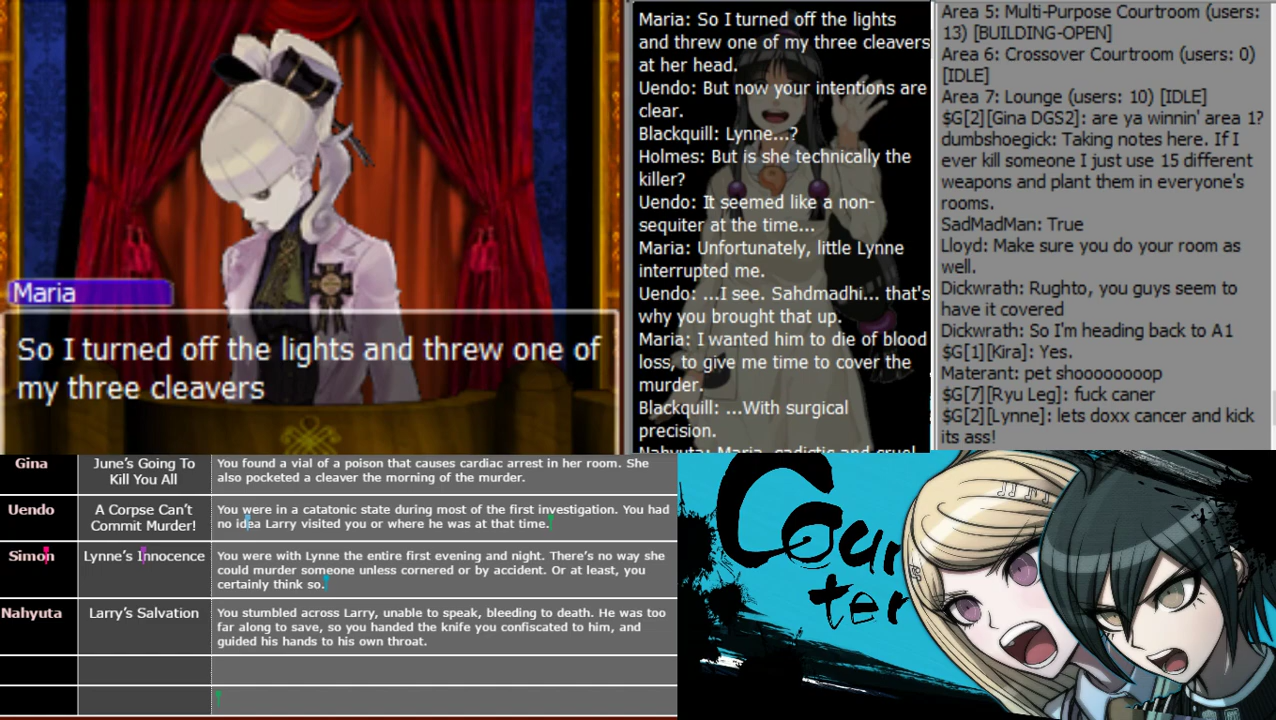 Maria
So I turned off the lights and threw one of
my three cleavers
Maria: So I turned off the lights
and threw one of my three cleavers
at her head.
Uendo: But now your intentions are
clear.
Blackquill: Lynne...?
Holmes: But is she technically the
killer?
Uendo: It seemed like a non-
sequiter at the time...
Maria: Unfortunately, little Lynne
interrupted me.
Uendo: ...I see. Sahdmadhi... that's
why you brought that up.
Maria: I wanted him to die of blood
loss, to give me time to cover the
murder.
Blackquill: ...With surgical
precision.
Nahyuta: Maria, sadistic and cruel
Area 5: Multi-Purpose Courtroom (users:
13) [BUILDING-OPEN]
Area 6: Crossover Courtroom (users: 0)
[IDLE]
Area 7: Lounge (users: 10) [IDLE]
$G[2][Gina DGS2]: are ya winnin' area 1?
dumbshoegick: Taking notes here. If I
ever kill someone I just use 15 different
weapons and plant them in everyone's
rooms.
SadMadMan: True
Lloyd: Make sure you do your room as
well.
Dickwrath: Rughto, you guys seem to
have it covered
Dickwrath: So I'm heading back to A1
$G[1][Kira]: Yes.
Materant: pet shoooooooop
$G[7][Ryu Leg]: fuck caner
$G[2][Lynne]: lets doxx cancer and kick
its ass!
Gina
June's Going To
Kill You All
You found a vial of a poison that causes cardiac arrest in her room. She
also pocketed a cleaver the morning of the murder.
Uendo
A Corpse Can't
Commit Murder!
You were in a catatonic state during most of the first investigation. You had
no idea Larry visited you or where he was at that time.
Simon
Lynne's Innocence
You were with Lynne the entire first evening and night. There's no way she
could murder someone unless cornered or by accident. Or at least, you
certainly think so.
Nahyuta
Larry's Salvation
You stumbled across Larry, unable to speak, bleeding to death. He was too
far along to save, so you handed the knife you confiscated to him, and
guided his hands to his own throat.
Coun
ter